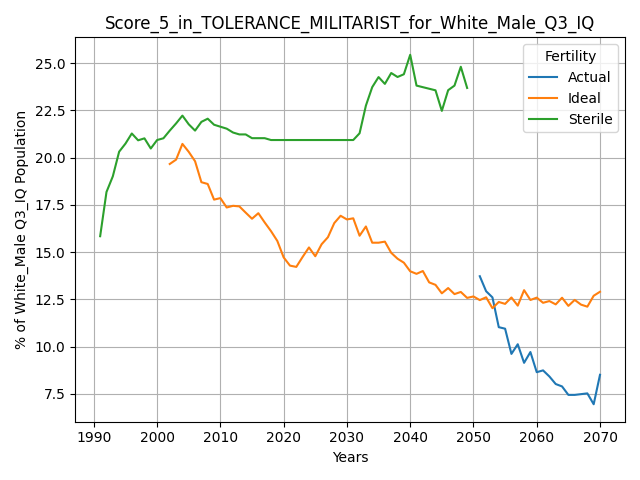 Score_5_in_TOLERANCE_MILITARIST_for_White_Male_Q3_IQ
% of White_Male Q3_IQ Population
25.0
22.5
20.0
17.5
15.0
12.5
10.0
7.5
Fertility
Actual
Ideal
Sterile
1990 2000 2010 2020 2030 2040 2050 2060 2070
Years